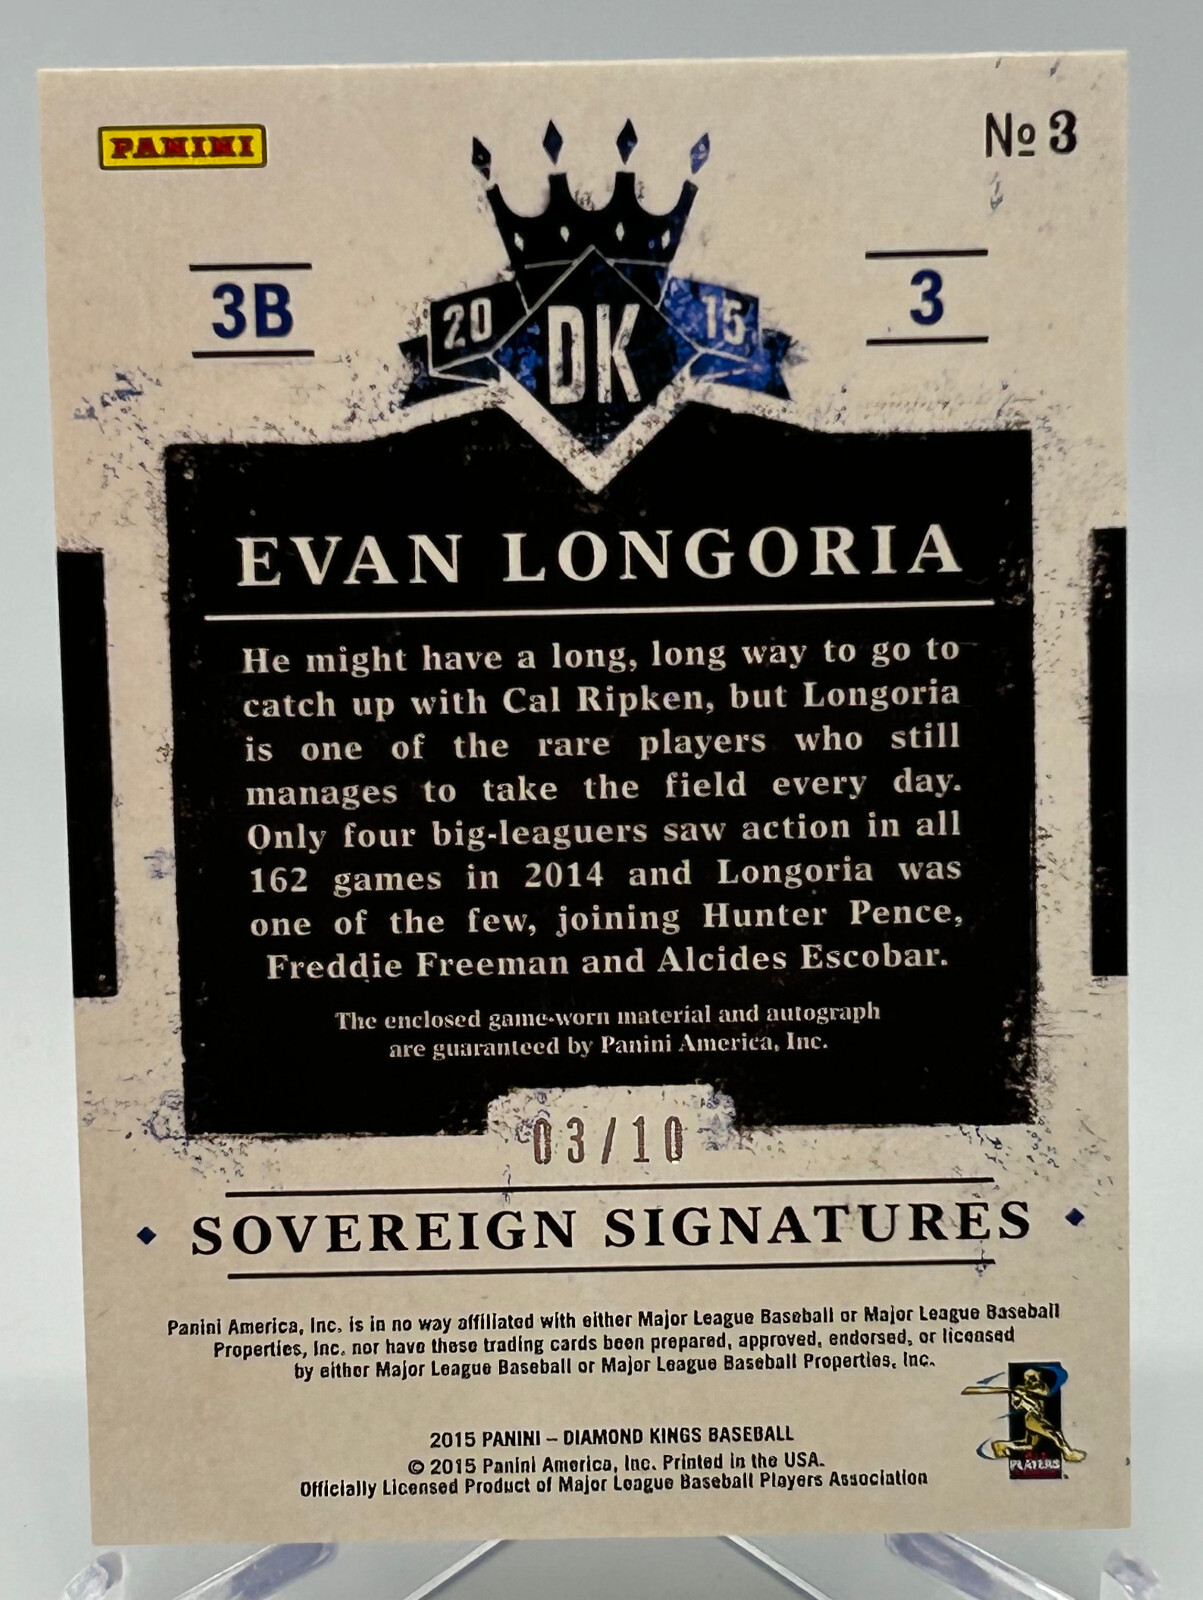 PANINI
No 3
3B
20 DK 15
3
EVAN LONGORIA
He might have a long, long way to go to
catch up with Cal Ripken, but Longoria
is one of the rare players who still
manages to take the field every day.
Only four big-leaguers saw action in all
162 games in 2014 and Longoria was
one of the few, joining Hunter Pence,
Freddie Freeman and Alcides Escobar.
The enclosed game-worn material and autograph
are guaranteed by Panini America, Inc.
03/10
SOVEREIGN SIGNATURES
Panini America, Inc. is in no way affiliated with either Major League Baseball or Major League Baseball
Properties, Inc. nor have these trading cards been prepared, approved, endorsed, or licensed
by either Major League Baseball or Major League Baseball Properties, Inc.
PLAYERS
2015 PANINI – DIAMOND KINGS BASEBALL
© 2015 Panini America, Inc. Printed in the USA.
Officially Licensed Product of Major League Baseball Players Association